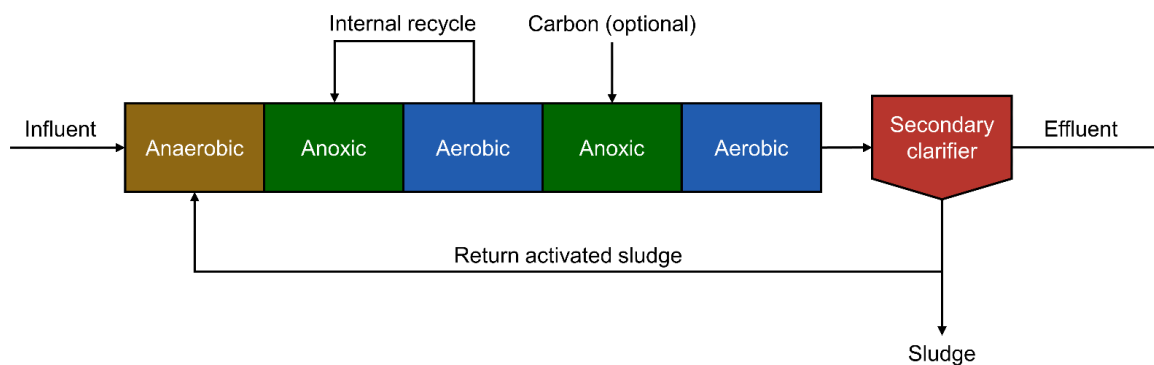 Internal recycle
Carbon (optional)
Influent
Anaerobic
Anoxic
Aerobic
Anoxic
Aerobic
Secondary
clarifier
Effluent
Return activated sludge
Sludge